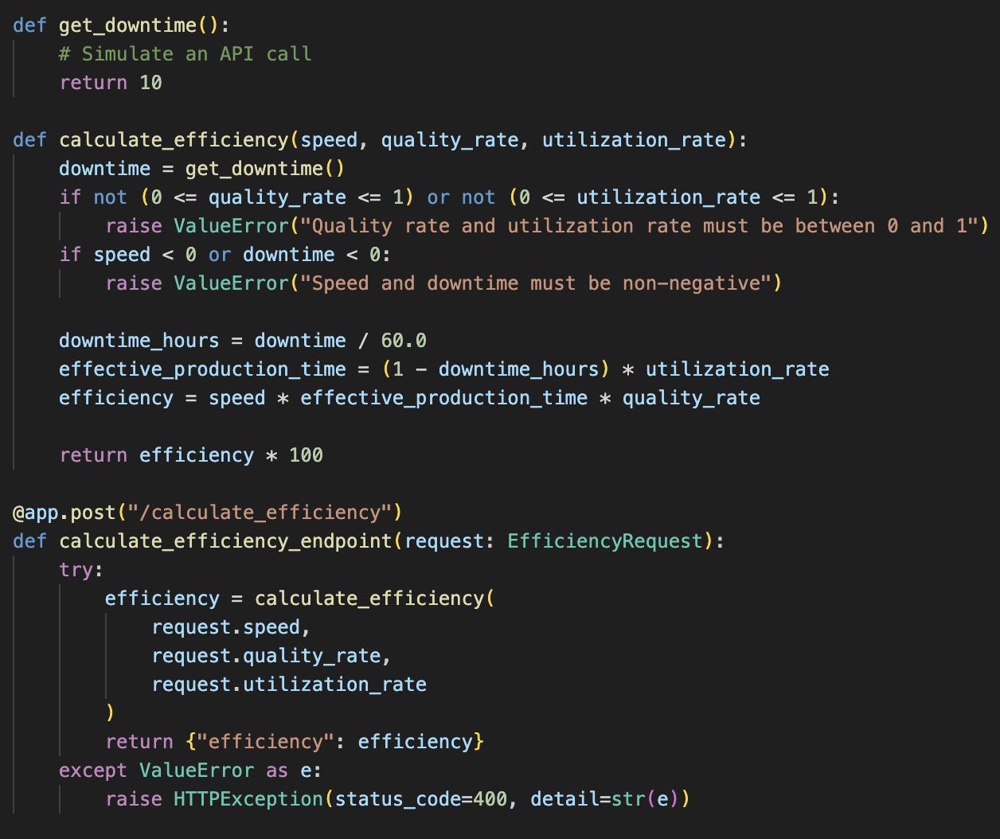 def get_downtime():
    # Simulate an API call
    return 10

def calculate_efficiency(speed, quality_rate, utilization_rate):
    downtime = get_downtime()
    if not (0 <= quality_rate <= 1) or not (0 <= utilization_rate <= 1):
        raise ValueError("Quality rate and utilization rate must be between 0 and 1")
    if speed < 0 or downtime < 0:
        raise ValueError("Speed and downtime must be non-negative")

    downtime_hours = downtime / 60.0
    effective_production_time = (1 - downtime_hours) * utilization_rate
    efficiency = speed * effective_production_time * quality_rate

    return efficiency * 100

@app.post("/calculate_efficiency")
def calculate_efficiency_endpoint(request: EfficiencyRequest):
    try:
        efficiency = calculate_efficiency(
            request.speed,
            request.quality_rate,
            request.utilization_rate
        )
        return {"efficiency": efficiency}
    except ValueError as e:
        raise HTTPException(status_code=400, detail=str(e))